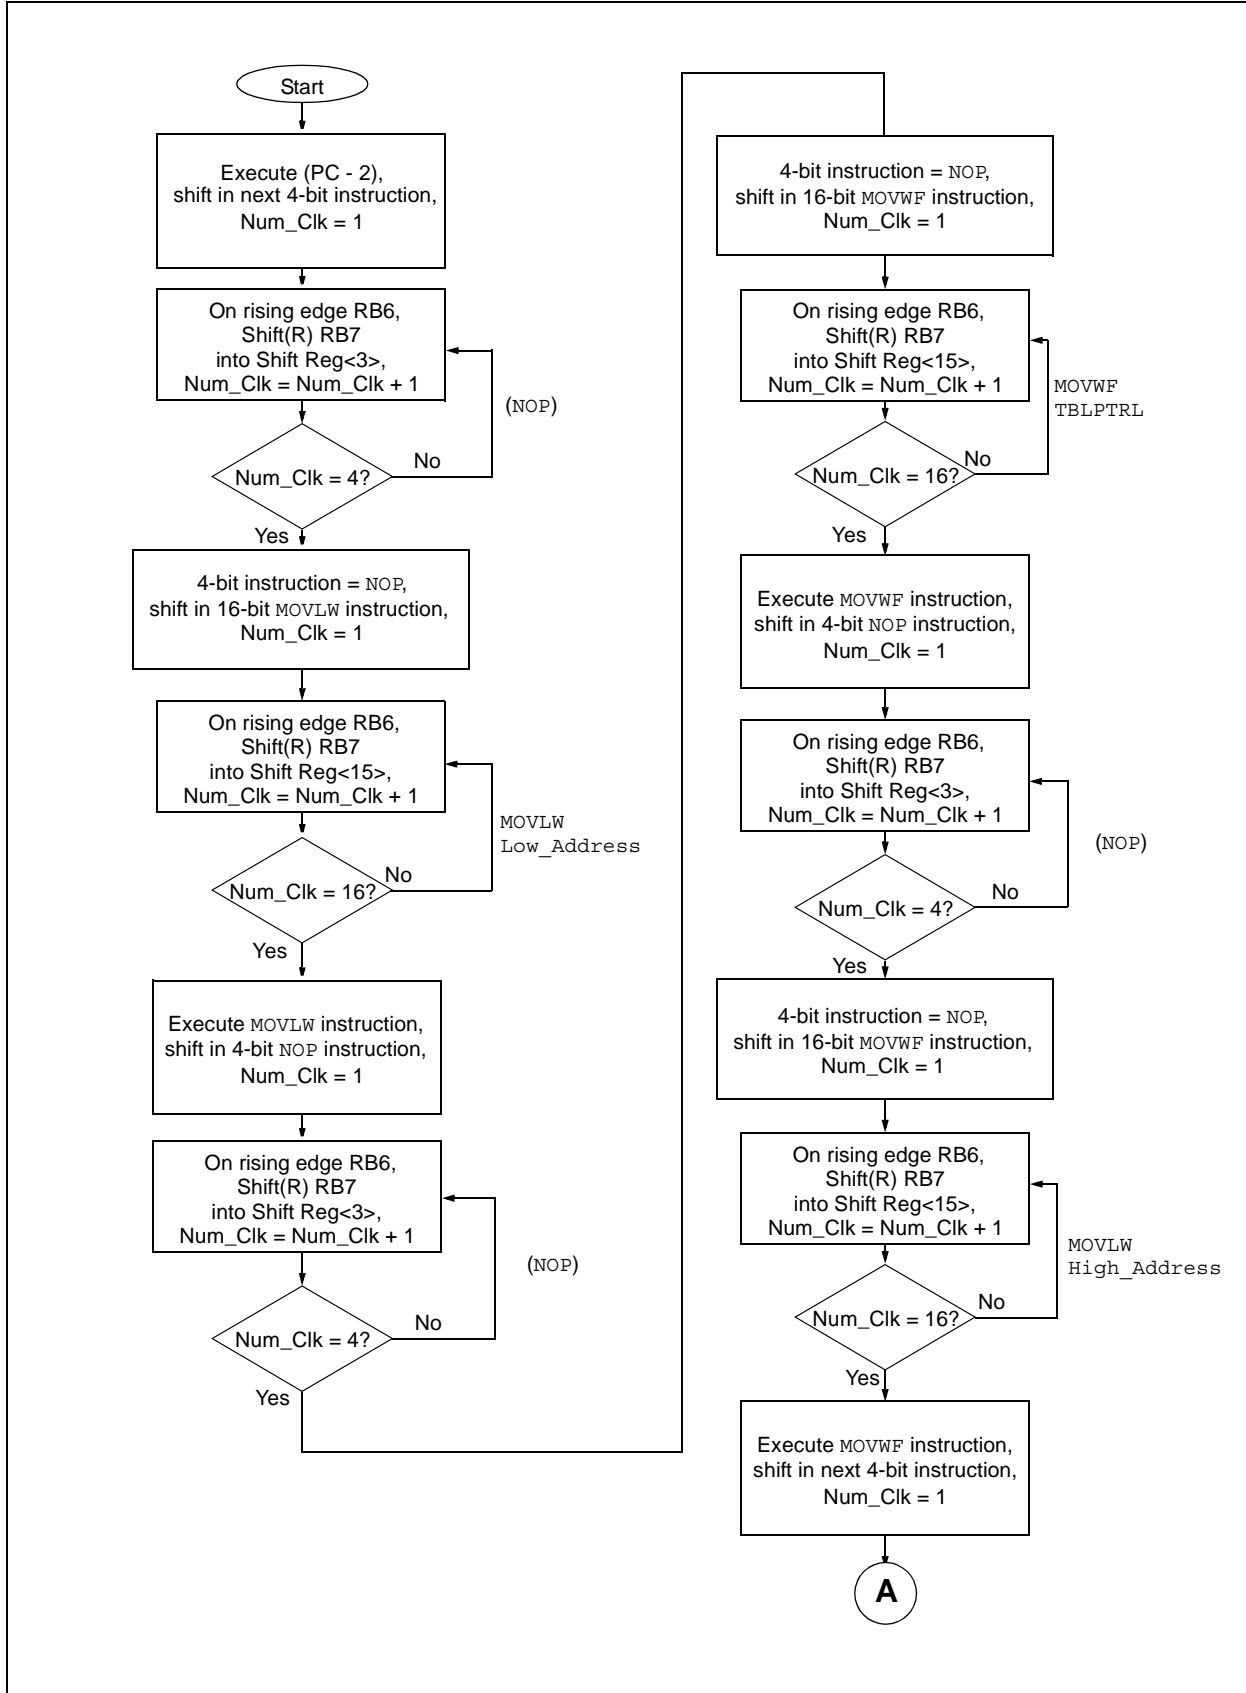 Start
Execute (PC - 2),
shift in next 4-bit instruction,
Num_Clk = 1
On rising edge RB6,
Shift(R) RB7
into Shift Reg<3>,
Num_Clk = Num_Clk + 1
(NOP)
Num_Clk = 4?
No
Yes
4-bit instruction = NOP,
shift in 16-bit MOVLW instruction,
Num_Clk = 1
On rising edge RB6,
Shift(R) RB7
into Shift Reg<15>,
Num_Clk = Num_Clk + 1
MOVLW
Low_Address
Num_Clk = 16?
No
Yes
Execute MOVLW instruction,
shift in 4-bit NOP instruction,
Num_Clk = 1
On rising edge RB6,
Shift(R) RB7
into Shift Reg<3>,
Num_Clk = Num_Clk + 1
(NOP)
Num_Clk = 4?
No
Yes
4-bit instruction = NOP,
shift in 16-bit MOVWF instruction,
Num_Clk = 1
On rising edge RB6,
Shift(R) RB7
into Shift Reg<15>,
Num_Clk = Num_Clk + 1
MOVWF
TBLPTRL
Num_Clk = 16?
No
Yes
Execute MOVWF instruction,
shift in 4-bit NOP instruction,
Num_Clk = 1
On rising edge RB6,
Shift(R) RB7
into Shift Reg<3>,
Num_Clk = Num_Clk + 1
(NOP)
Num_Clk = 4?
No
Yes
4-bit instruction = NOP,
shift in 16-bit MOVWF instruction,
Num_Clk = 1
On rising edge RB6,
Shift(R) RB7
into Shift Reg<15>,
Num_Clk = Num_Clk + 1
MOVLW
High_Address
Num_Clk = 16?
No
Yes
Execute MOVWF instruction,
shift in next 4-bit instruction,
Num_Clk = 1
A